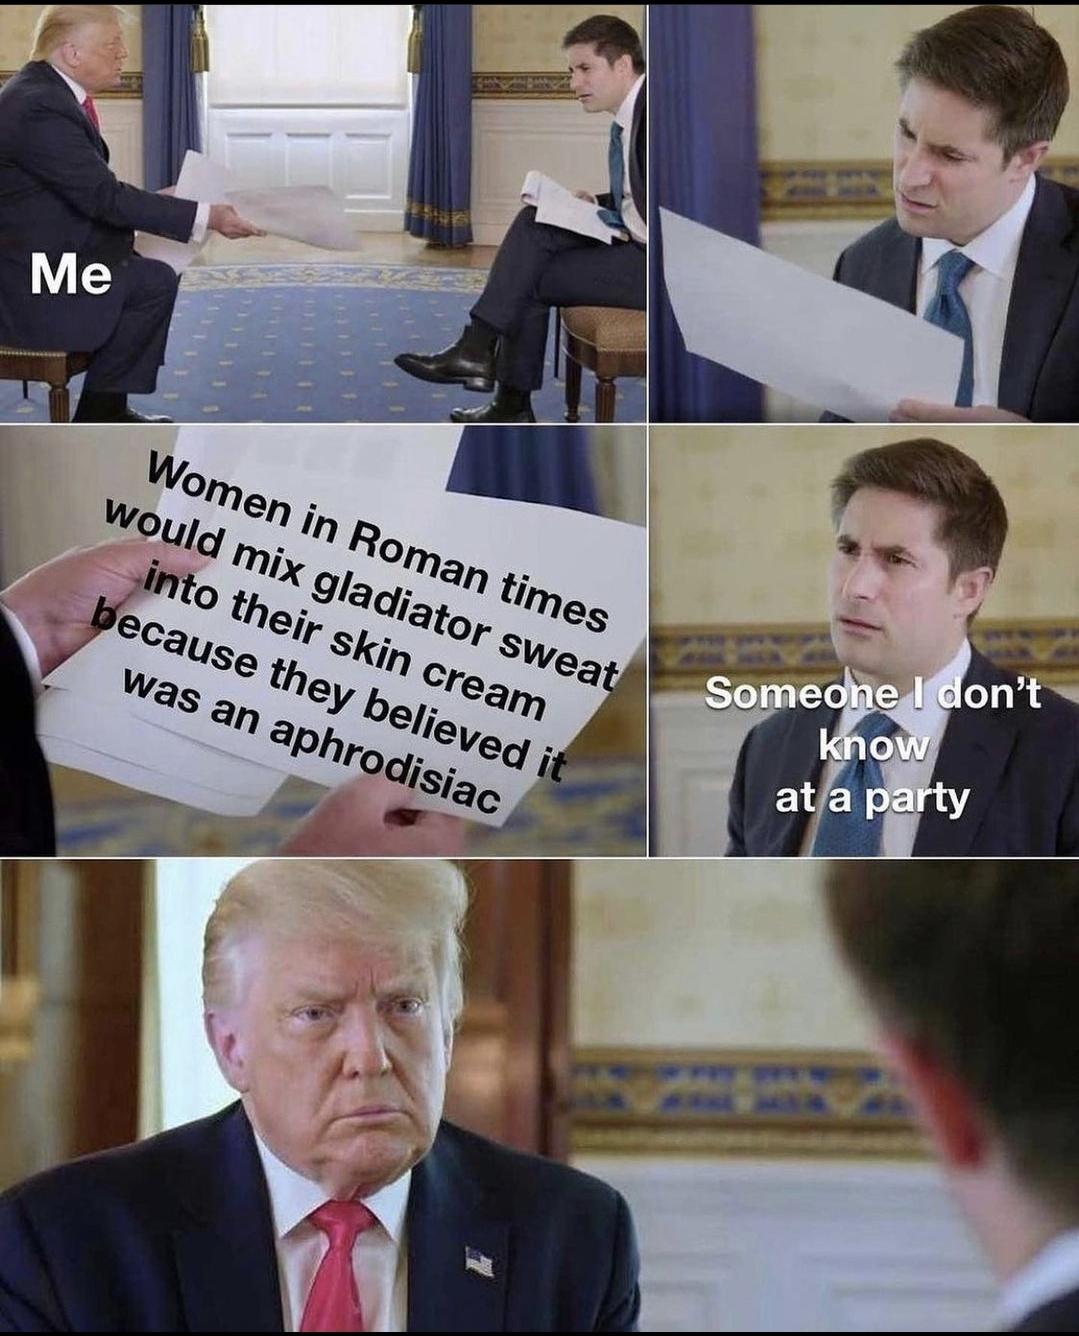 Me
Women in Roman times
would mix gladiator sweat
into their skin cream
because they believed it
was an aphrodisiac
Someone I don't
know
at a party